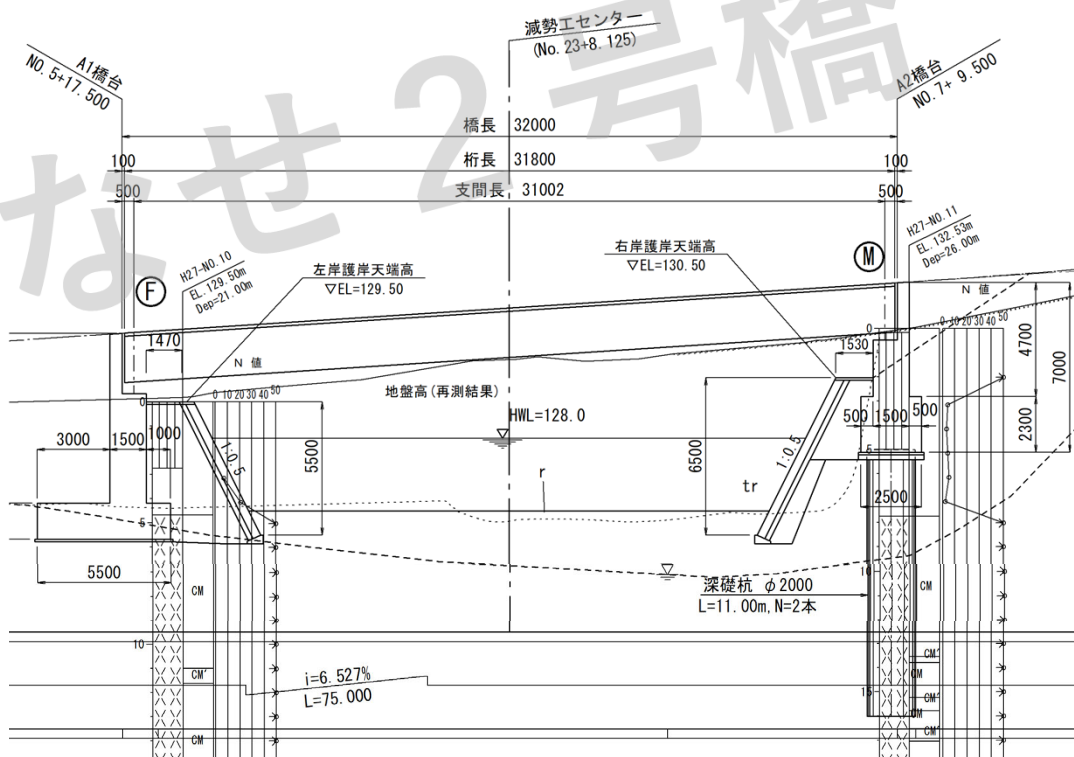 なせ２号橋
減勢工センター
(No. 23+8. 125)
A1橋台
NO. 5+17. 500
A2橋台
NO. 7+ 9. 500
橋長 32000
100
桁長 31800
100
500
支間長 31002
500
H27-NO. 10
EL. 129. 50m
Dep=21. 00m
H27-NO. 11
EL. 132. 53m
Dep=26. 00m
左岸護岸天端高
▽EL=129. 50
右岸護岸天端高
▽EL=130. 50
F
M
1470
N 値
0 10 20 30 40 50
N 値
0 10 20 30 40 50
0
0
1530
4700
7000
2300
地盤高(再測結果)
HWL=128. 0
3000
1500
1000
1:0. 5
5500
6500
1:0. 5
500
1500
500
r
tr
2500
5
5
5500
深礎杭 φ2000
L=11. 00m, N=2本
10
10
15
CM
CM'
CM
CM
CM'
CM
CM'
CM
CM'
i=6. 527%
L=75. 000